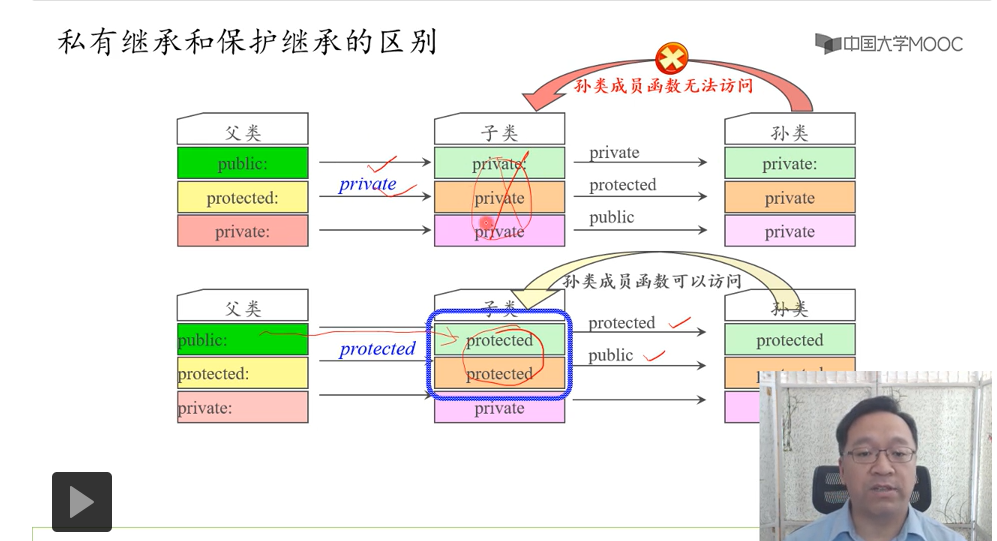 私有继承和保护继承的区别
中国大学MOOC
孙类成员函数无法访问
父类
子类
孙类
public:
private:
private
private:
protected:
private
private
protected
private
private:
private
public
private
孙类成员函数可以访问
父类
子类
孙类
public:
protected
protected
protected
protected:
protected
protected
public
private:
private